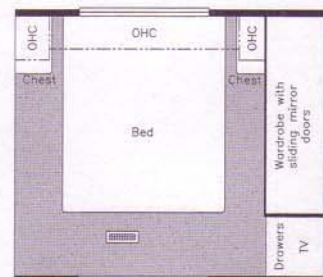 OHC
OHC
OHC
Chest
Chest
Bed
Wardrobe with
sliding mirror
doors
Drawers
TV